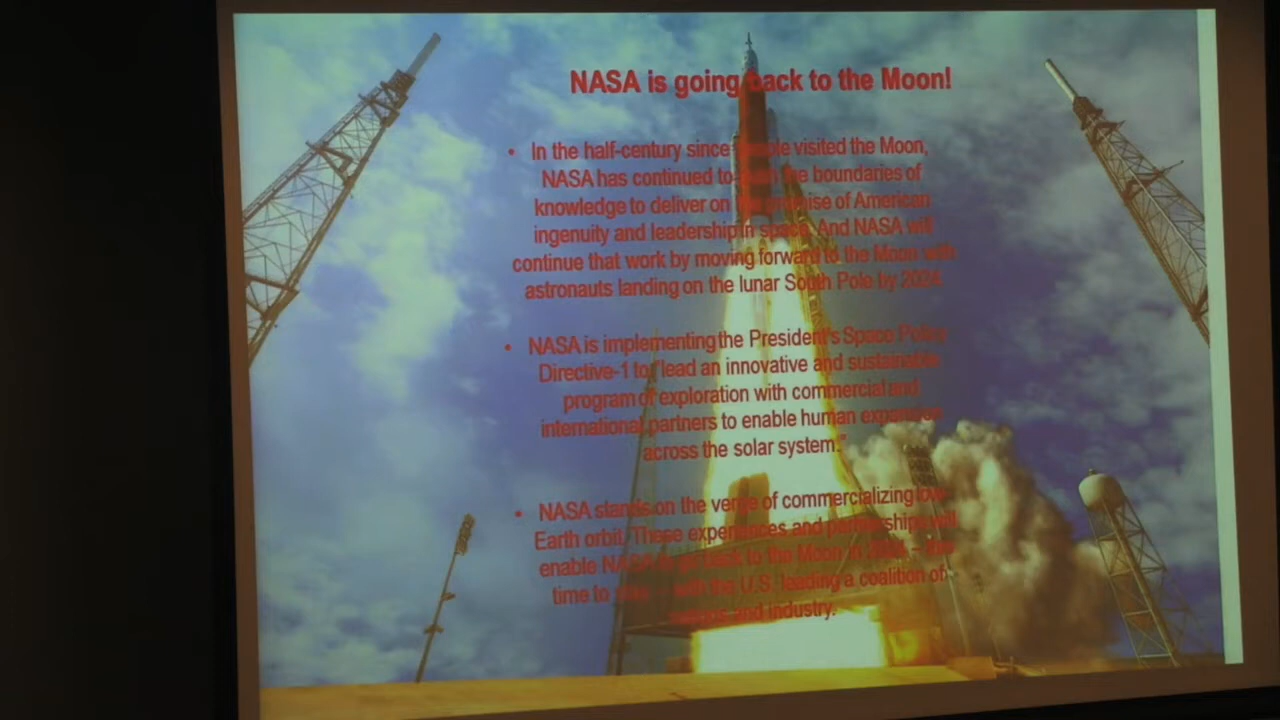 NASA is going back to the Moon!
• In the half-century since people visited the Moon,
NASA has continued to push the boundaries of
knowledge to deliver on the promise of American
ingenuity and leadership in space. And NASA will
continue that work by moving forward to the Moon with
astronauts landing on the lunar South Pole by 2024.
• NASA is implementing the President's Space Policy
Directive-1 to "lead an innovative and sustainable
program of exploration with commercial and
international partners to enable human expansion
across the solar system."
• NASA stands on the verge of commercializing low-
Earth orbit. These experiences and partnerships will
enable NASA to go back to the Moon in 2024 – this
time to stay – with the U.S. leading a coalition of
nations and industry.